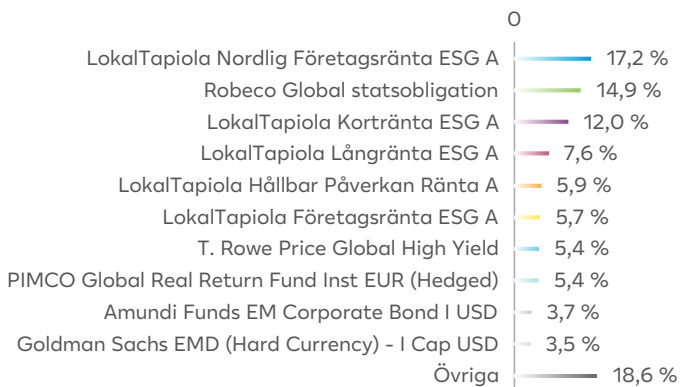 0
LokalTapiola Nordlig Företagsränta ESG A 17,2 %
Robeco Global statsobligation 14,9 %
LokalTapiola Kortränta ESG A 12,0 %
LokalTapiola Långränta ESG A 7,6 %
LokalTapiola Hållbar Påverkan Ränta A 5,9 %
LokalTapiola Företagsränta ESG A 5,7 %
T. Rowe Price Global High Yield 5,4 %
PIMCO Global Real Return Fund Inst EUR (Hedged) 5,4 %
Amundi Funds EM Corporate Bond I USD 3,7 %
Goldman Sachs EMD (Hard Currency) - I Cap USD 3,5 %
Övriga 18,6 %